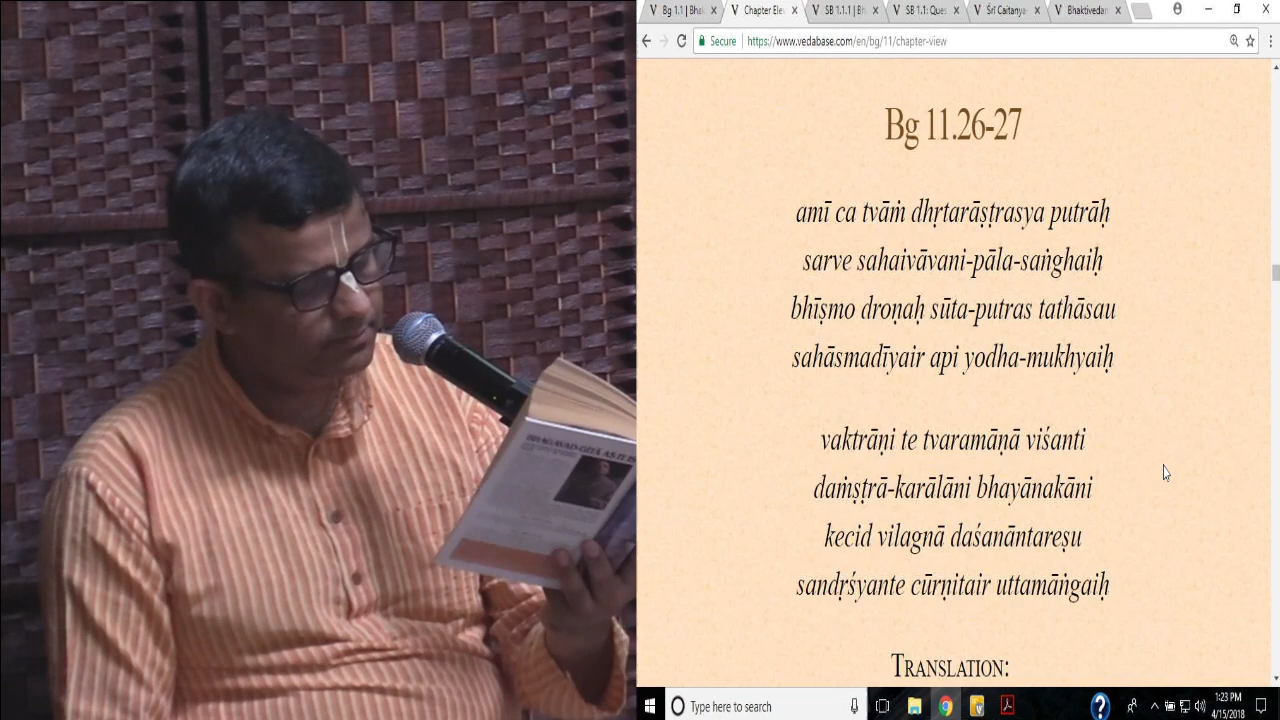 Bg 1.1 | Bha
Chapter Ele
SB 1.1.1 | Bh
SB 1.1: Ques
Śrī Caitanya-
Bhaktivedan
Secure
https://www.vedabase.com/en/bg/11/chapter-view
Bg 11.26-27
amī ca tvāṁ dhṛtarāṣṭrasya putrāḥ
sarve sahaivāvani-pāla-saṅghaiḥ
bhīṣmo droṇaḥ sūta-putras tathāsau
sahāsmadīyair api yodha-mukhyaiḥ
vaktrāṇi te tvaramāṇā viśanti
daṁṣṭrā-karālāni bhayānakāni
kecid vilagnā daśanāntareṣu
sandṛśyante cūrṇitair uttamāṅgaiḥ
TRANSLATION:
BHAGAVAD-GĪTĀ AS IT IS
Type here to search
1:23 PM
4/15/2018